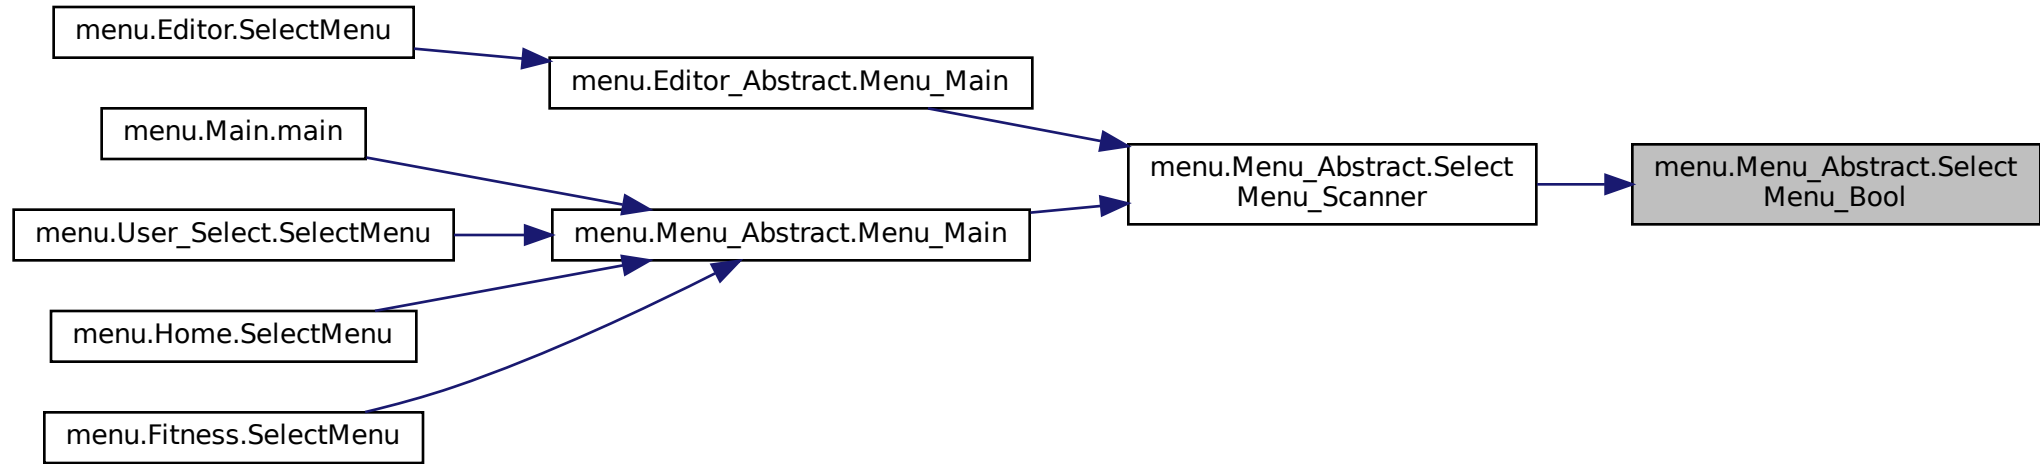 menu.Editor.SelectMenu
menu.Editor_Abstract.Menu_Main
menu.Main.main
menu.Menu_Abstract.Select
Menu_Scanner
menu.Menu_Abstract.Select
Menu_Bool
menu.User_Select.SelectMenu
menu.Menu_Abstract.Menu_Main
menu.Home.SelectMenu
menu.Fitness.SelectMenu